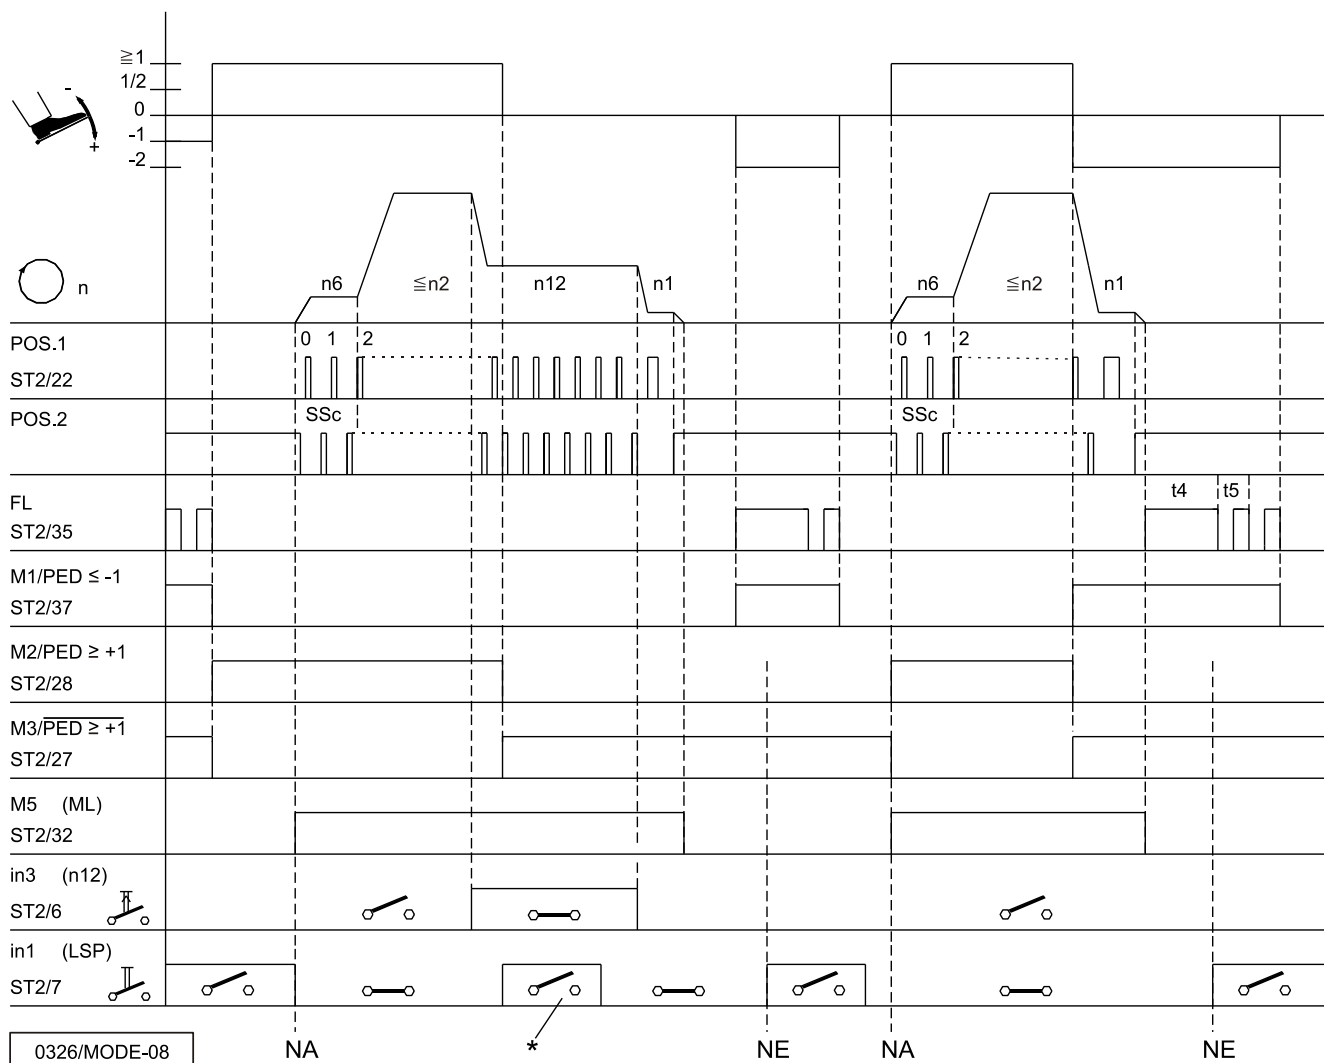 ≧1
1/2
0
-1
-2
-
+
n
n6 ≦n2 n12 n1 n6 ≦n2 n1
POS.1 0 1 2 0 1 2
ST2/22
POS.2 SSc SSc
FL t4 t5
ST2/35
M1/PED ≤ -1
ST2/37
M2/PED ≥ +1
ST2/28
M3/PED ≥ +1
ST2/27
M5 (ML)
ST2/32
in3 (n12)
ST2/6
in1 (LSP)
ST2/7
0326/MODE-08 NA * NE NA NE